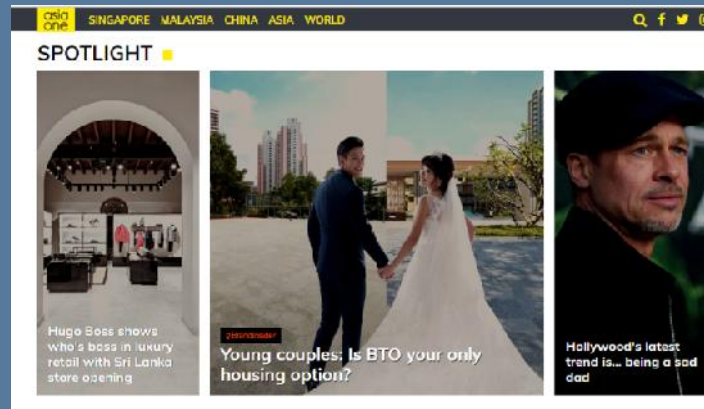 asia
one
SINGAPORE MALAYSIA CHINA ASIA WORLD
SPOTLIGHT
Hugo Boss shows
who's boss in luxury
retail with Sri Lanka
store opening
Young couples: Is BTO your only
housing option?
Hollywood's latest
trend is... being a sad
dad